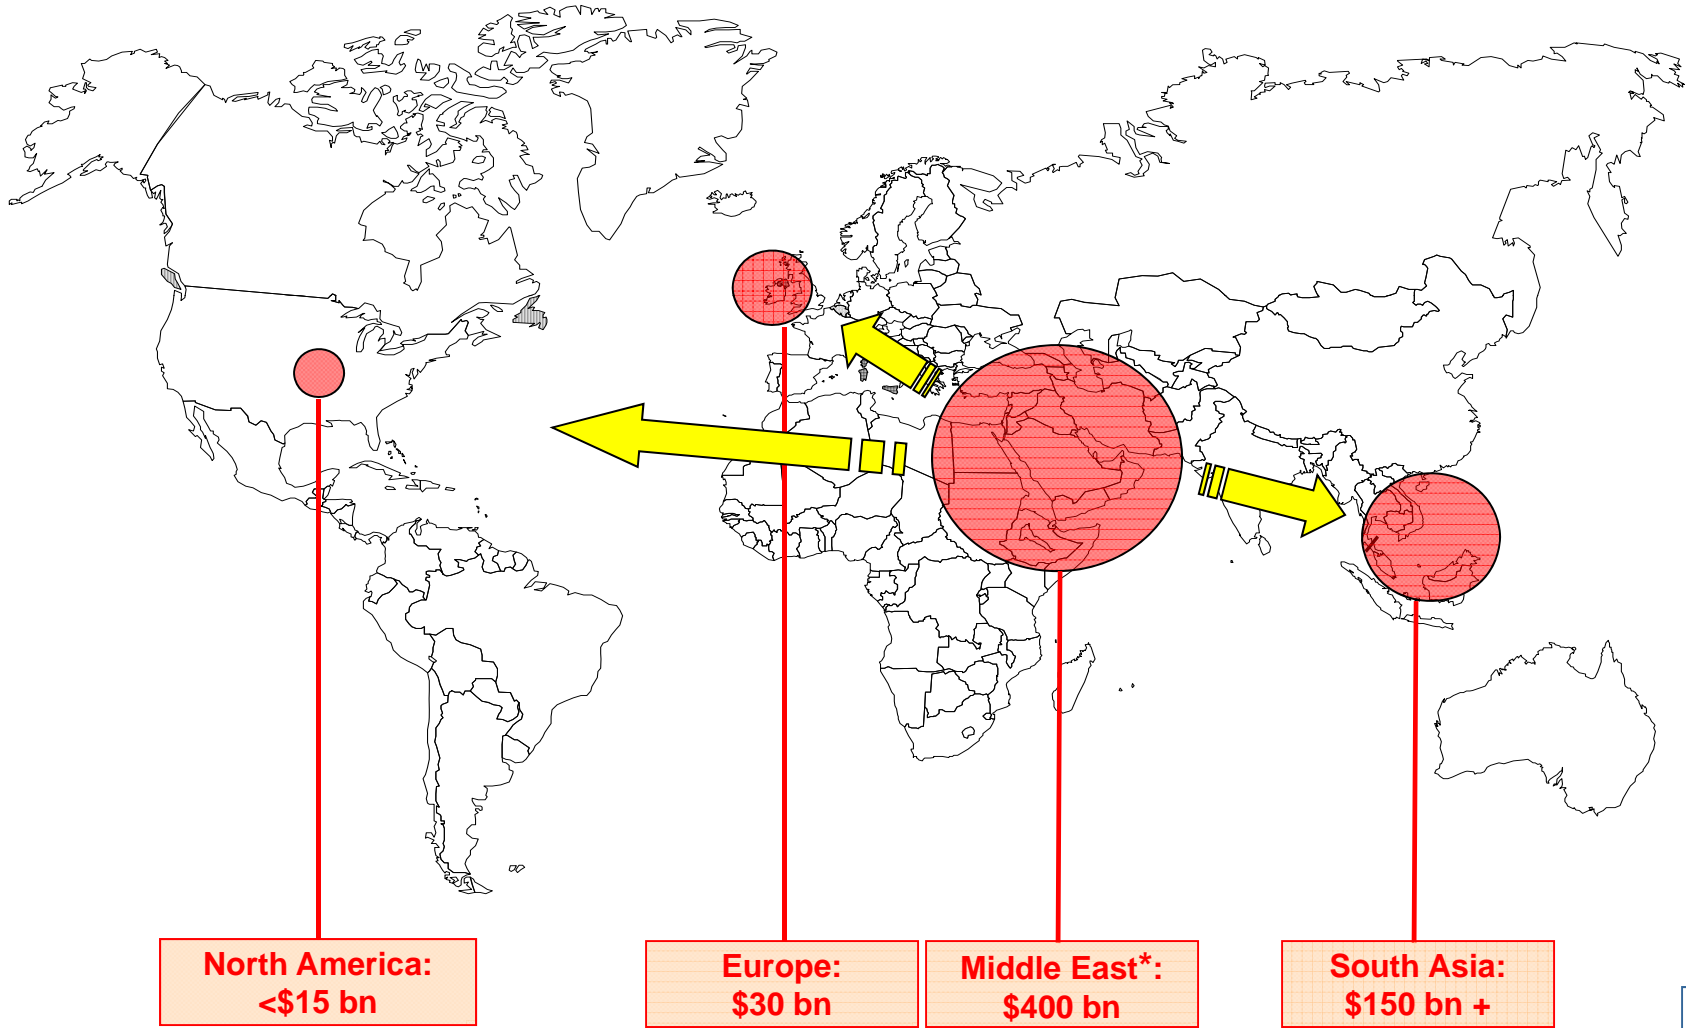 North America:
<$15 bn
Europe:
$30 bn
Middle East*:
$400 bn
South Asia:
$150 bn +